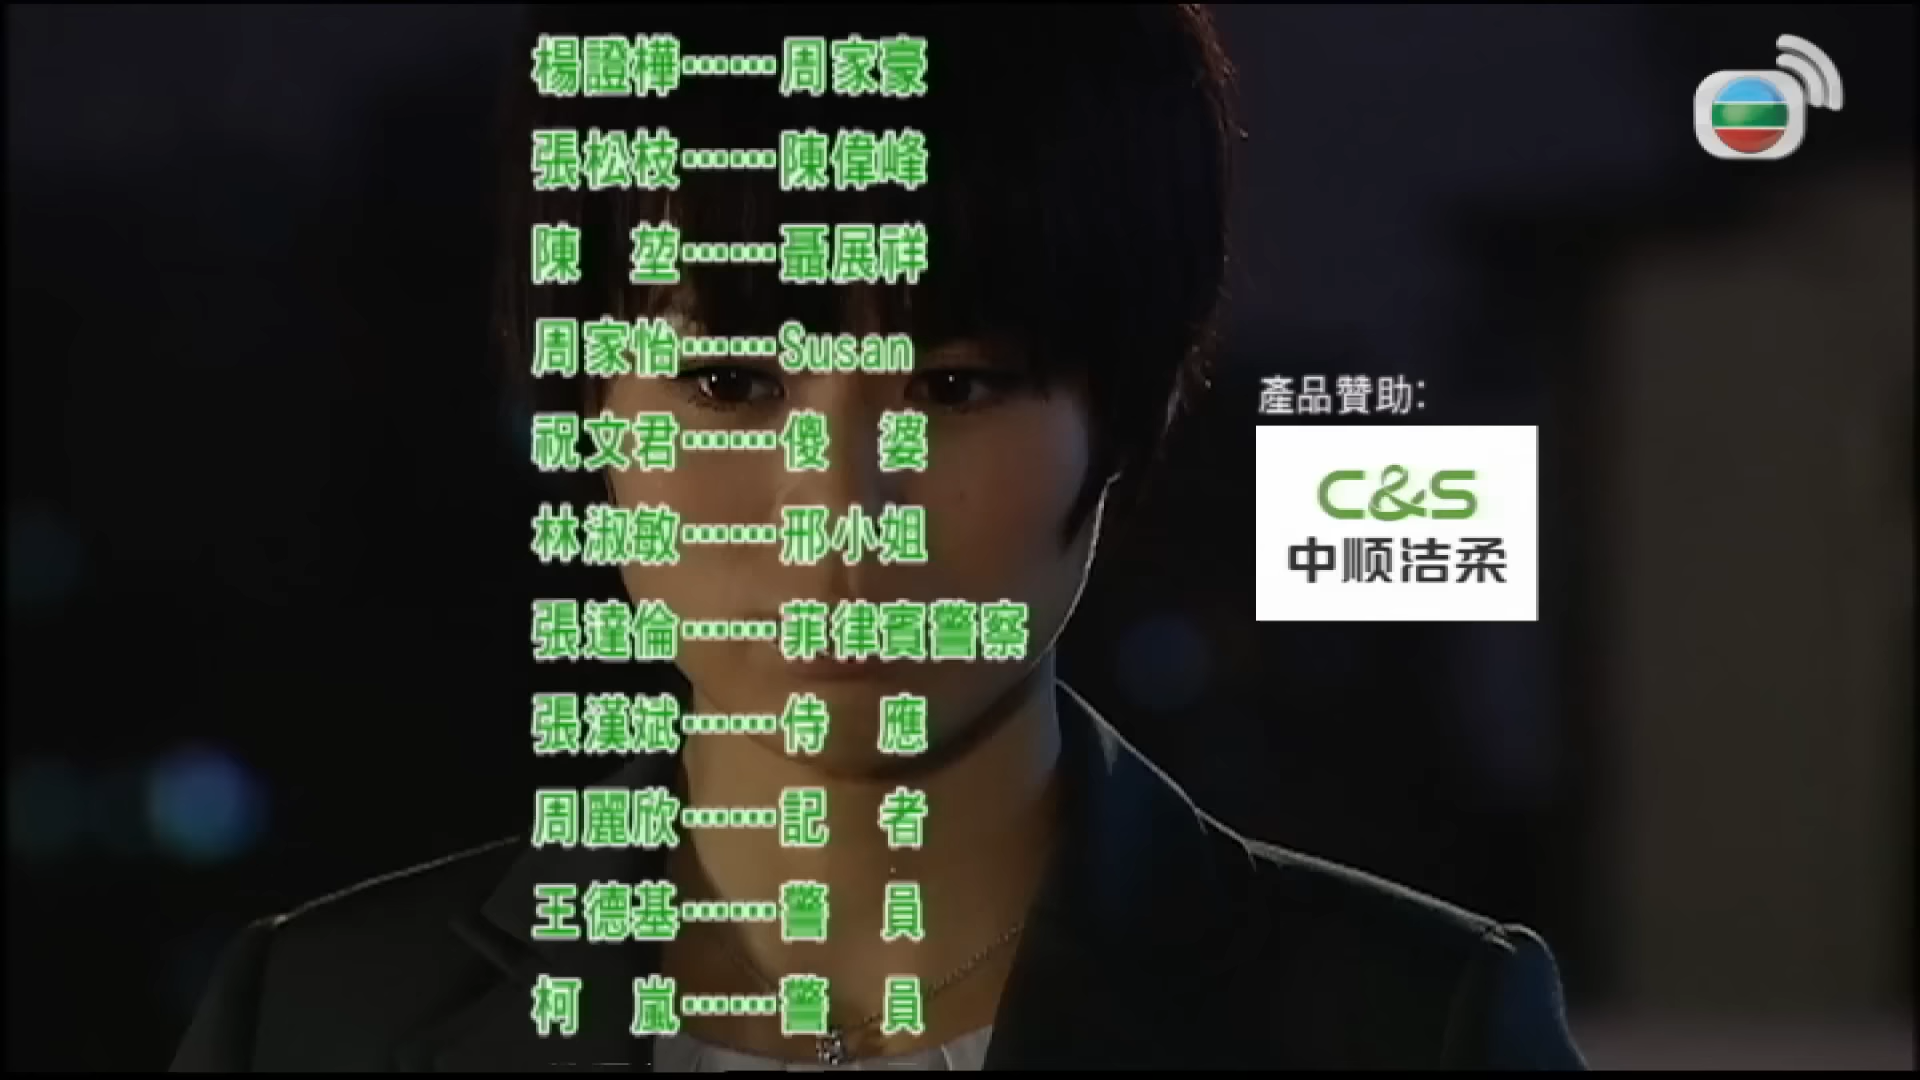 楊證樺……周家豪
張松枝……陳偉峰
陳　堃……聶展祥
周家怡……Susan
祝文君……傻　婆
林淑敏……邢小姐
張達倫……菲律賓警察
張漢斌……侍　應
周麗欣……記　者
王德基……警　員
柯　嵐……警　員
產品贊助:
C&S
中顺洁柔